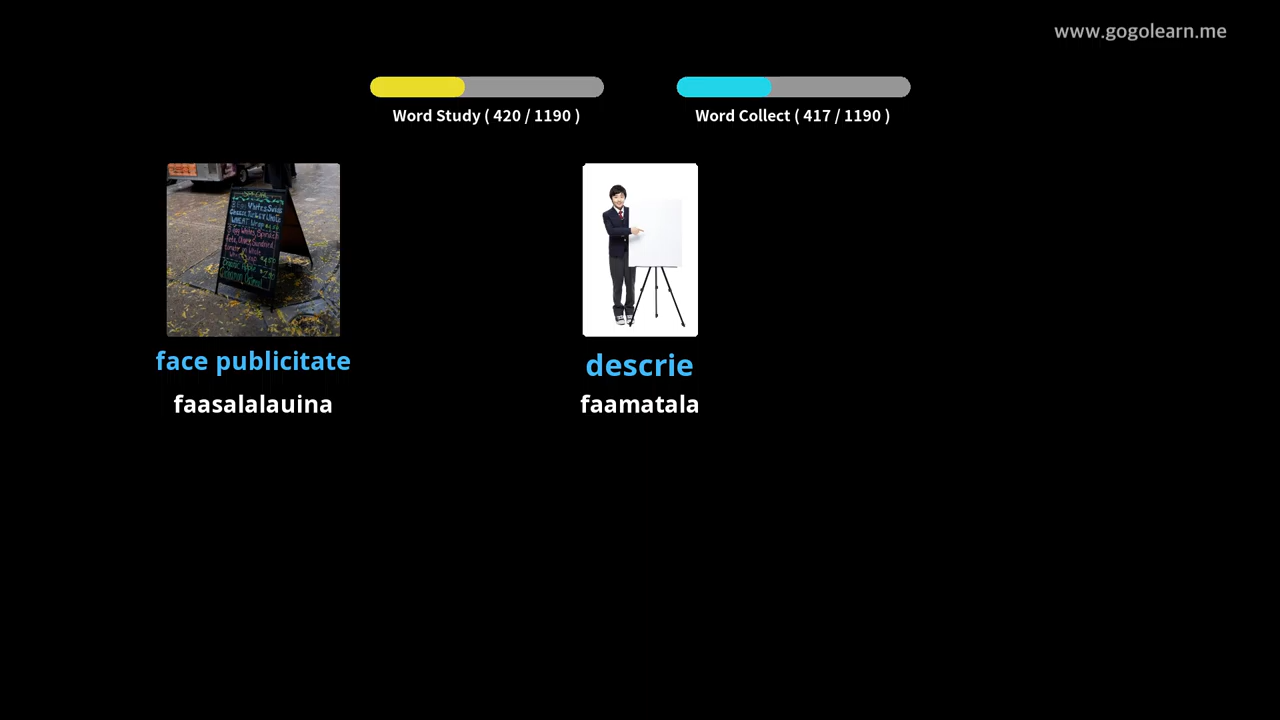 www.gogolearn.me
Word Study ( 420 / 1190 )
Word Collect ( 417 / 1190 )
face publicitate
descrie
faasalalauina
faamatala